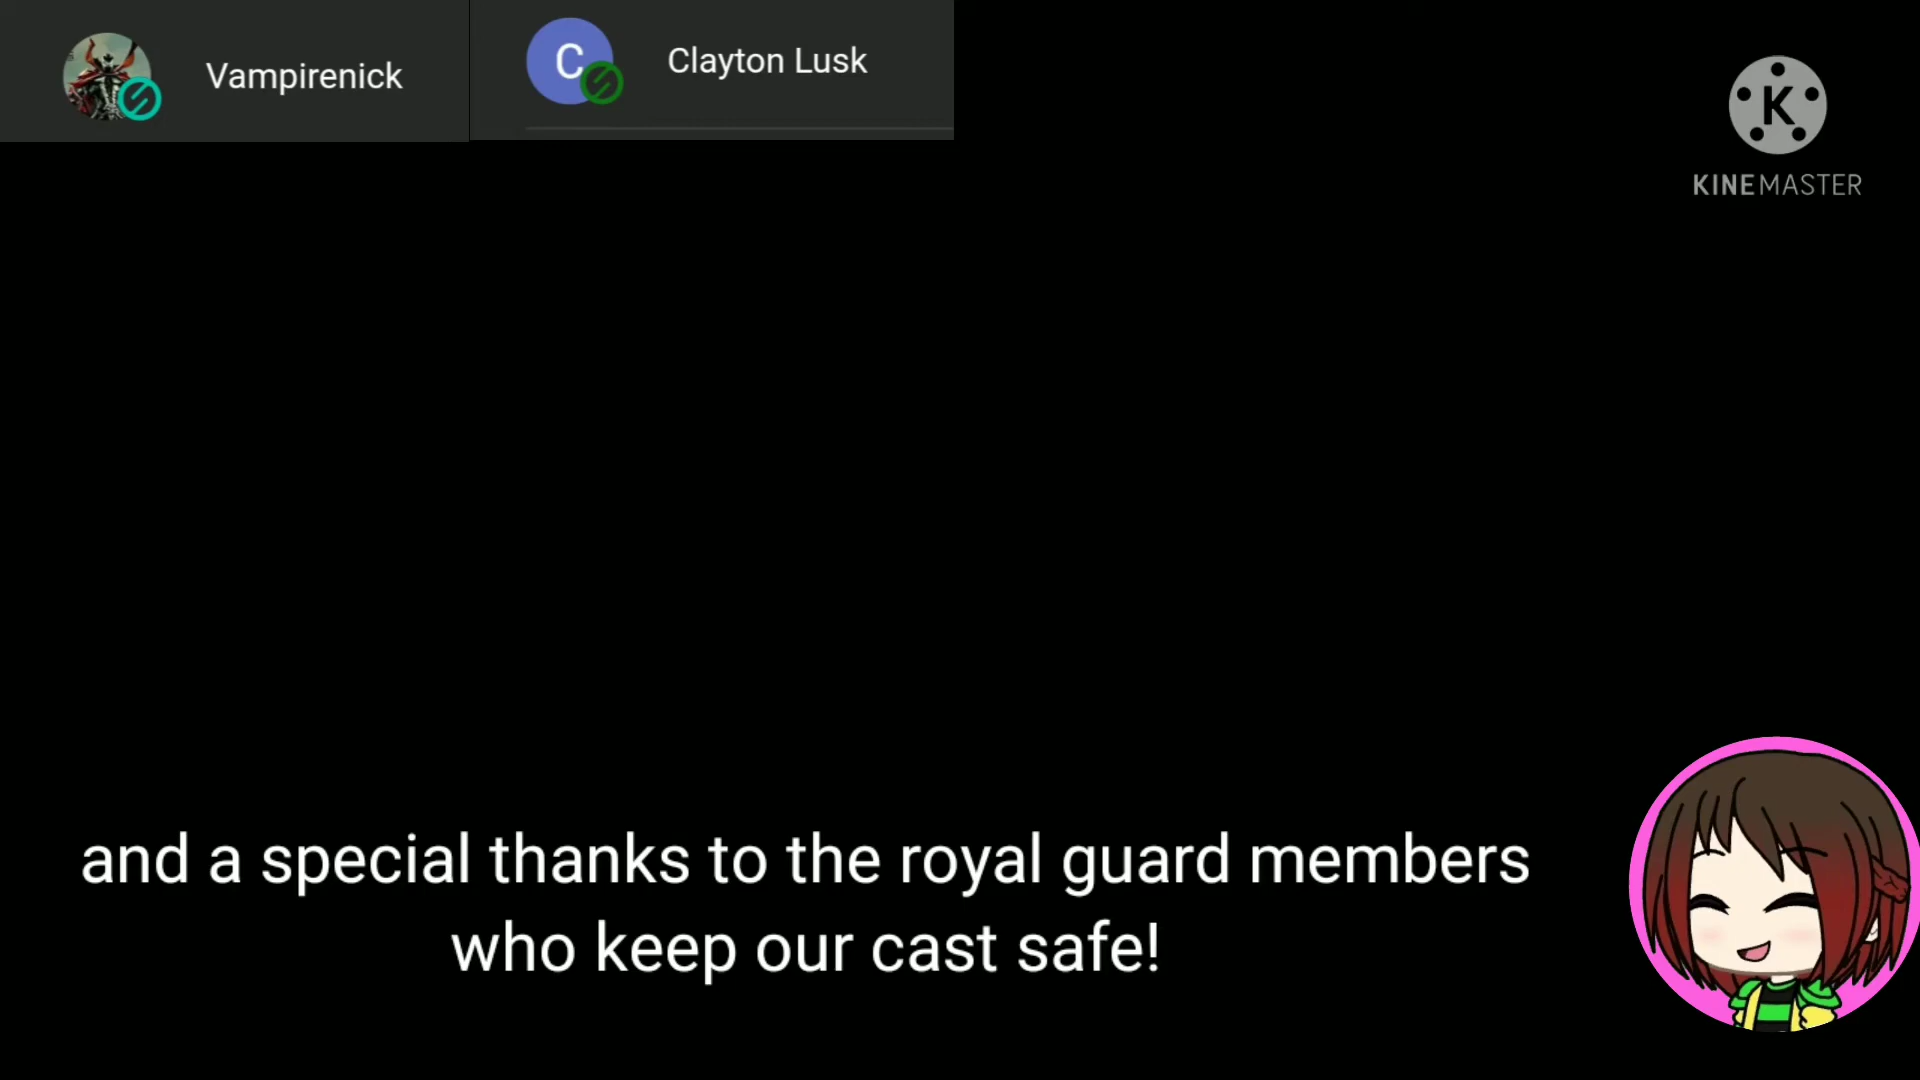 Vampirenick
C
Clayton Lusk
K
KINEMASTER
and a special thanks to the royal guard members
who keep our cast safe!